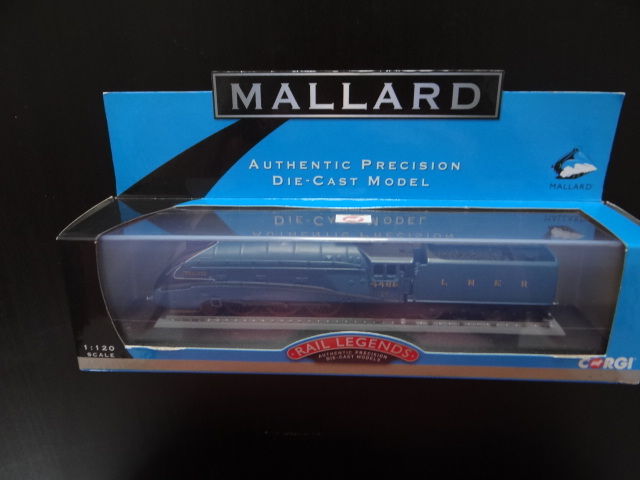 MALLARD
AUTHENTIC PRECISION
DIE-CAST MODEL
MALLARD
L N E R
1:120
SCALE
RAIL LEGENDS
AUTHENTIC PRECISION
DIE-CAST MODELS
CORGI